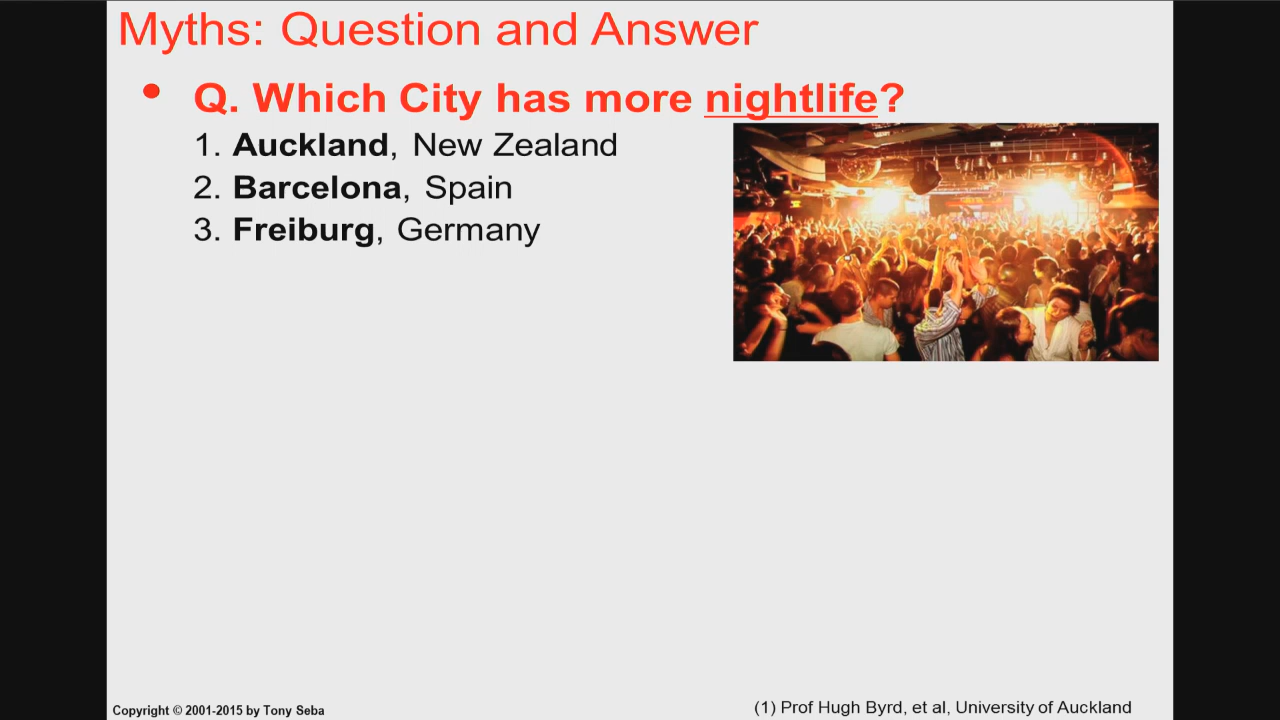 Myths: Question and Answer
• Q. Which City has more nightlife?
1. Auckland, New Zealand
2. Barcelona, Spain
3. Freiburg, Germany
Copyright © 2001-2015 by Tony Seba
(1) Prof Hugh Byrd, et al, University of Auckland